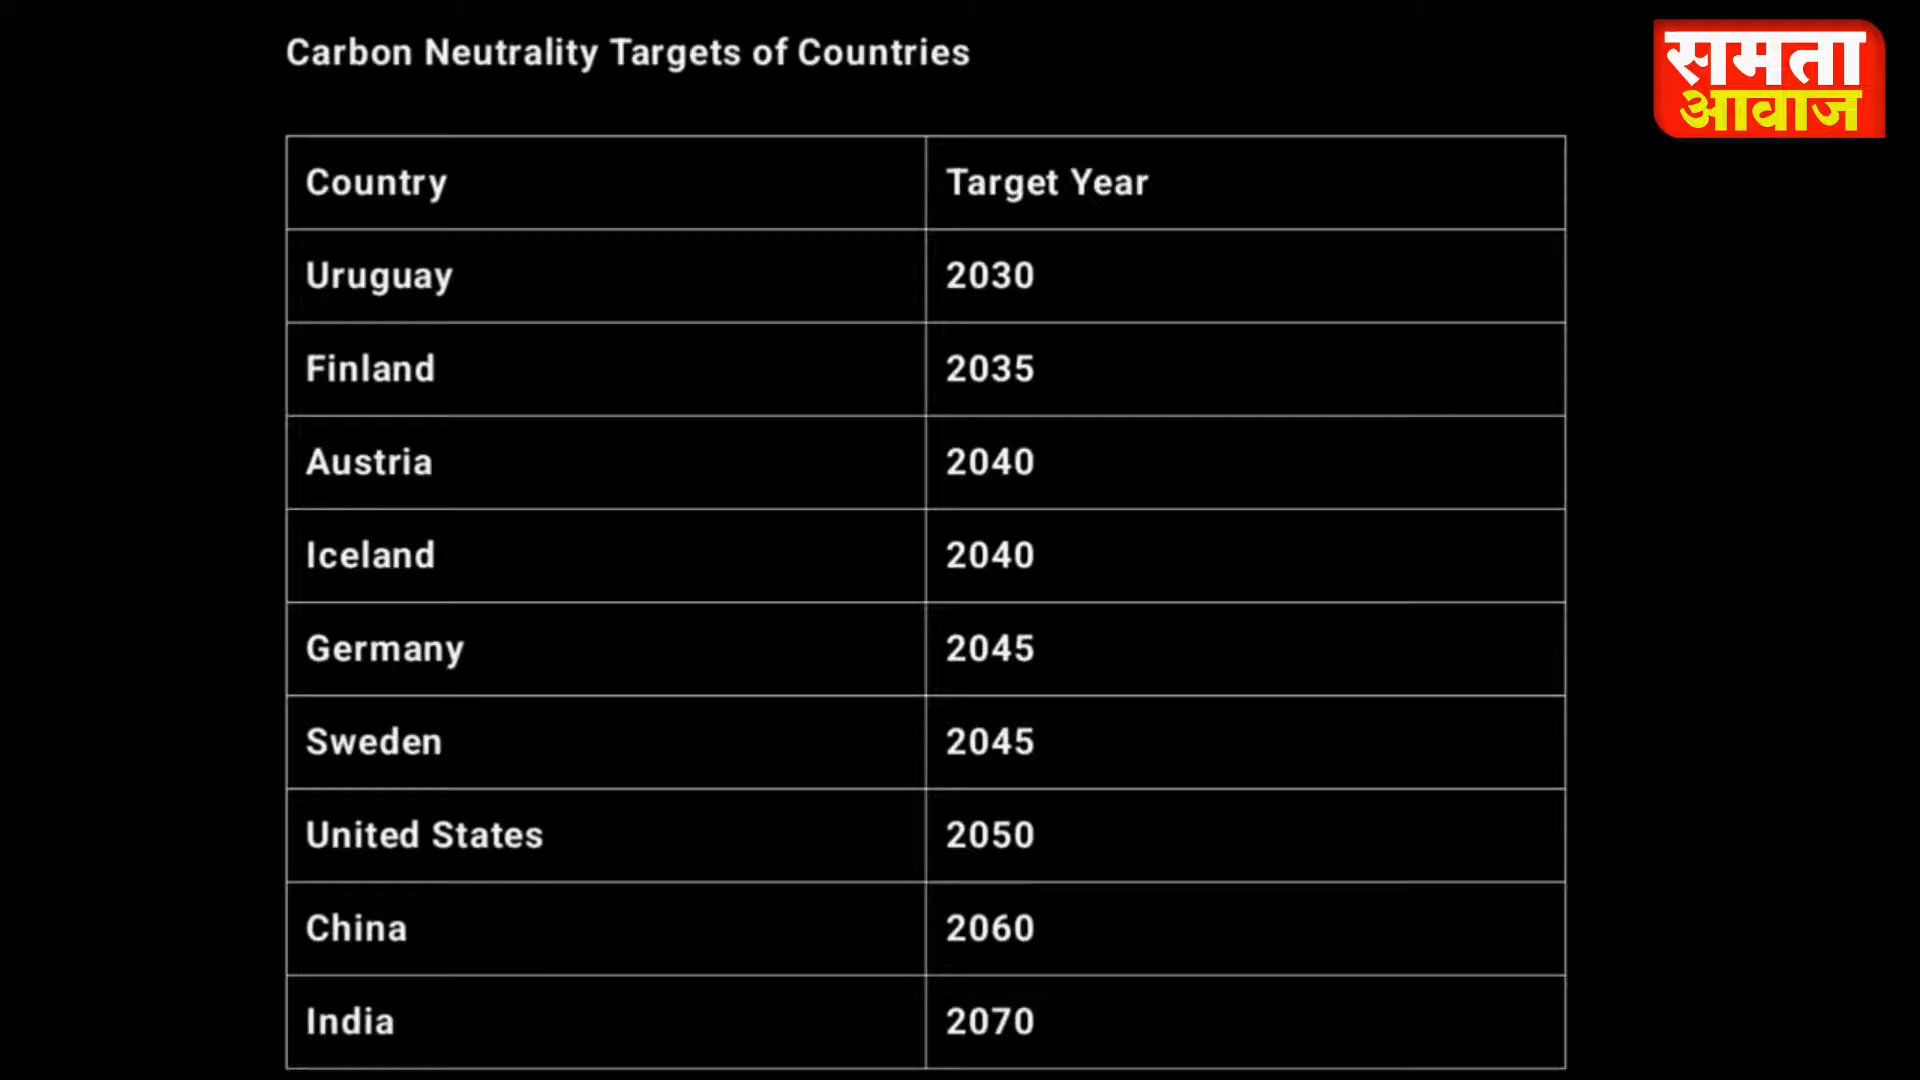 Carbon Neutrality Targets of Countries
समता
आवाज
Country Target Year
Uruguay 2030
Finland 2035
Austria 2040
Iceland 2040
Germany 2045
Sweden 2045
United States 2050
China 2060
India 2070